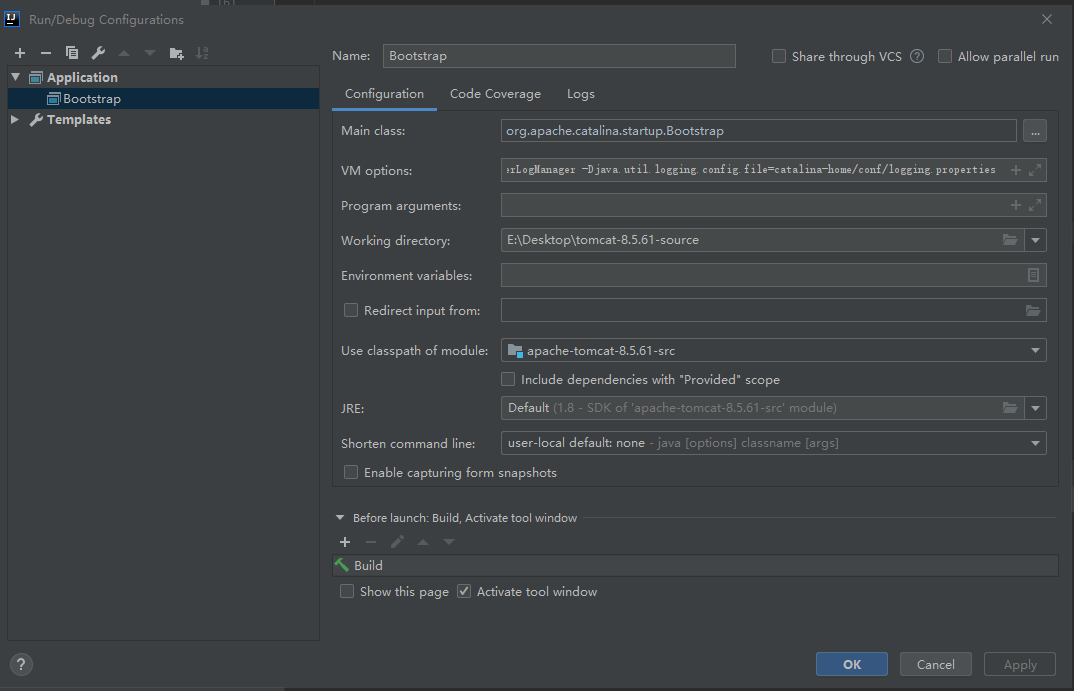 Run/Debug Configurations
Name: Bootstrap
Share through VCS ? Allow parallel run
Application
Bootstrap
Templates
Configuration Code Coverage Logs
Main class: org.apache.catalina.startup.Bootstrap ...
VM options: erLogManager -Djava.util.logging.config.file=catalina-home/conf/logging.properties
Program arguments:
Working directory: E:\Desktop\tomcat-8.5.61-source
Environment variables:
Redirect input from:
Use classpath of module: apache-tomcat-8.5.61-src
Include dependencies with "Provided" scope
JRE: Default (1.8 - SDK of 'apache-tomcat-8.5.61-src' module)
Shorten command line: user-local default: none - java [options] classname [args]
Enable capturing form snapshots
Before launch: Build, Activate tool window
Build
Show this page Activate tool window
? OK Cancel Apply